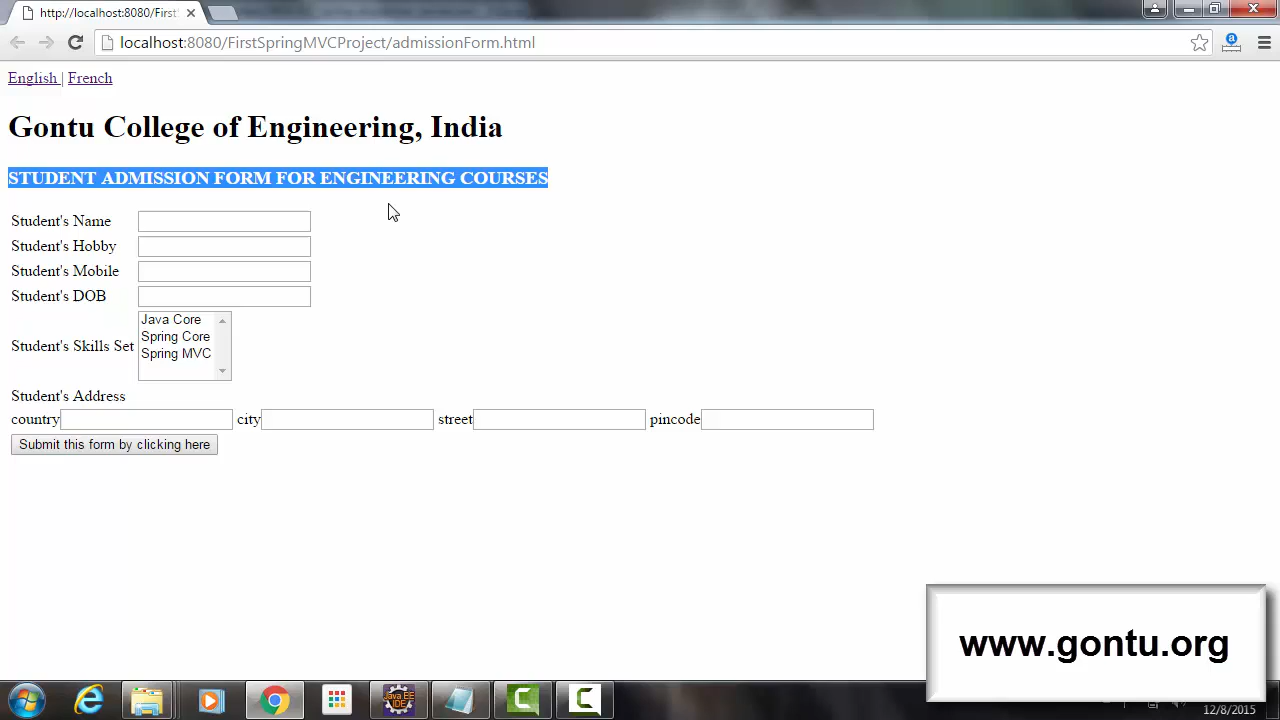 http://localhost:8080/First
localhost:8080/FirstSpringMVCProject/admissionForm.html
English | French
Gontu College of Engineering, India
STUDENT ADMISSION FORM FOR ENGINEERING COURSES
Student's Name
Student's Hobby
Student's Mobile
Student's DOB
Student's Skills Set
Java Core
Spring Core
Spring MVC
Student's Address
country city street pincode
Submit this form by clicking here
www.gontu.org
Java EE
IDE
12/8/2015